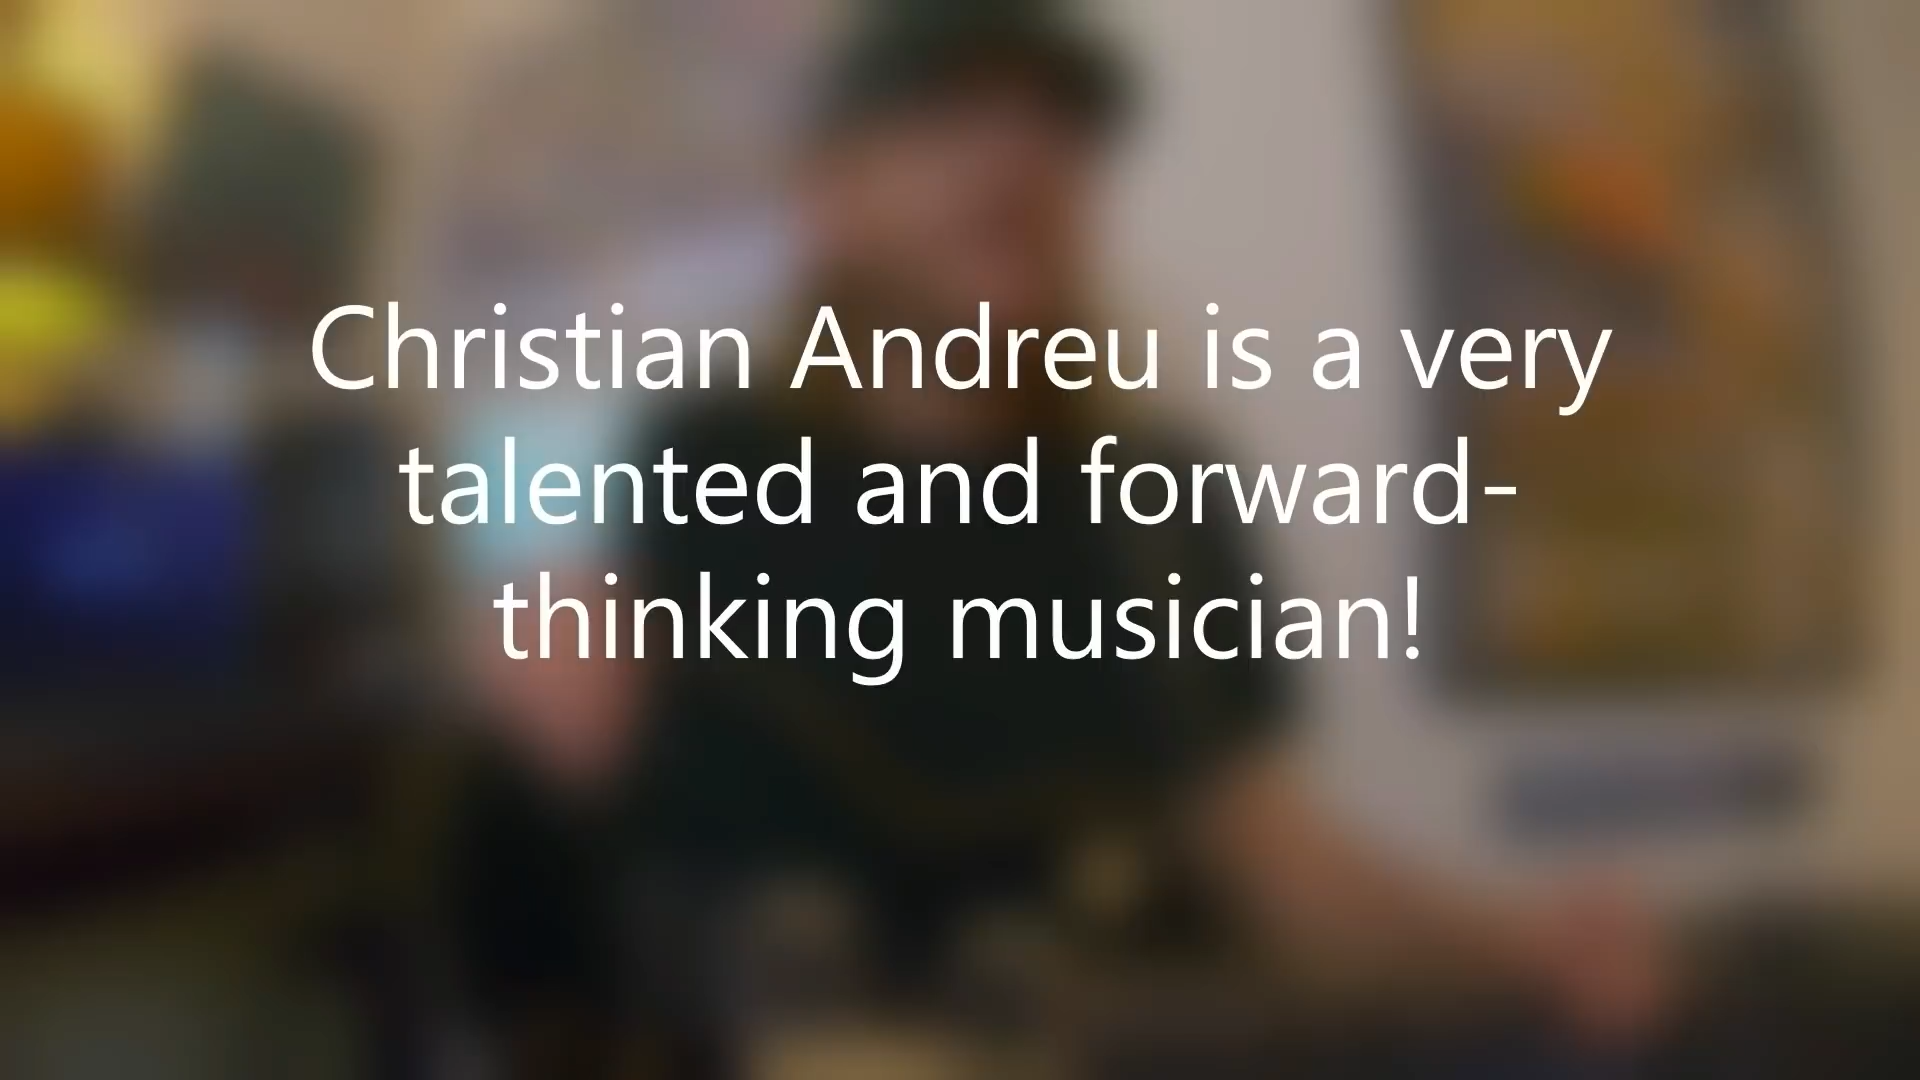 Christian Andreu is a very
talented and forward-
thinking musician!